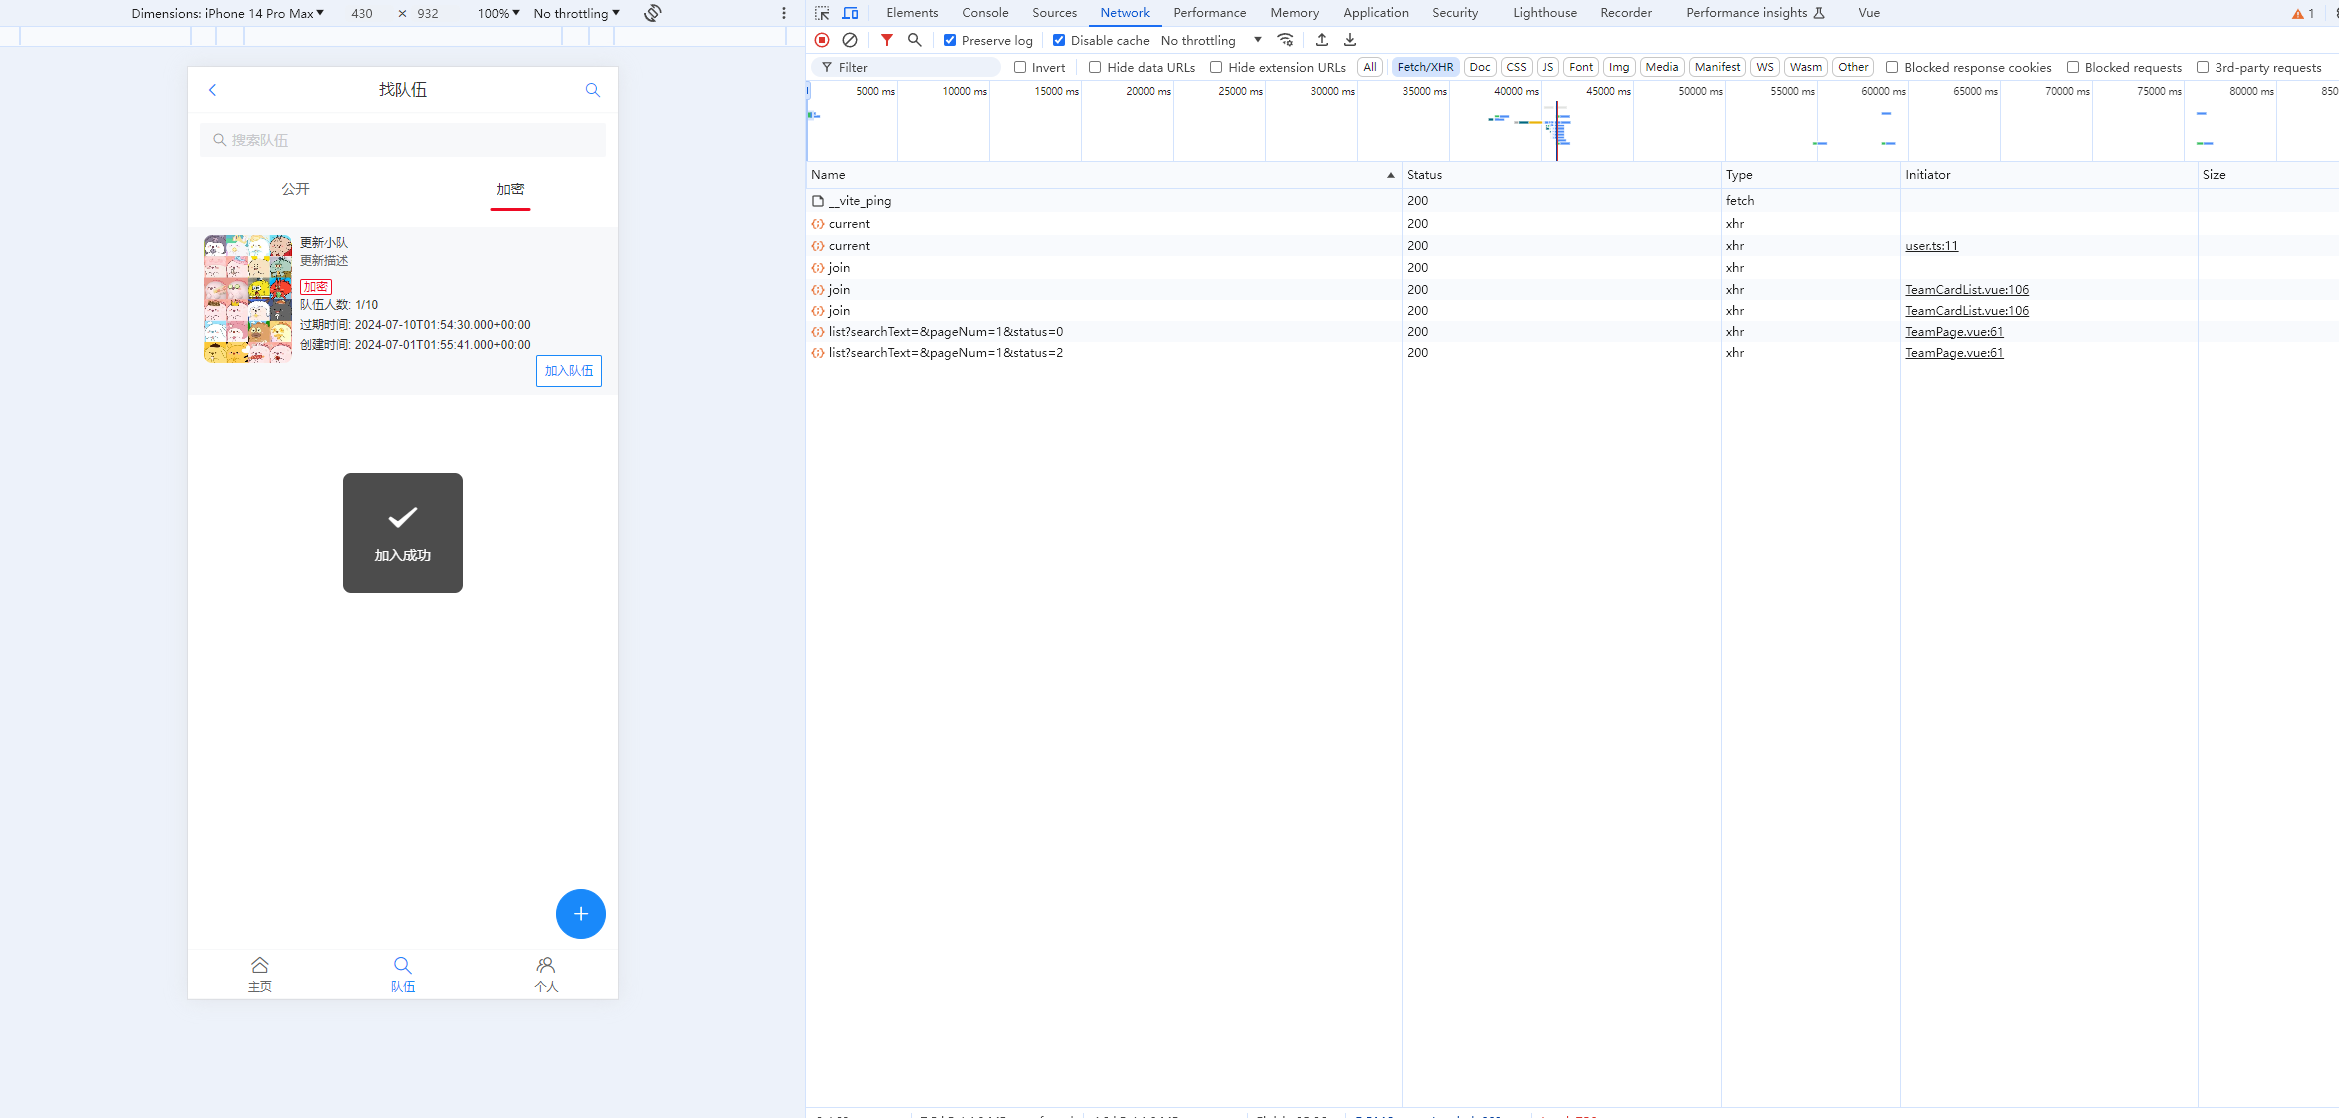 Dimensions: iPhone 14 Pro Max 430 × 932 100% No throttling
找队伍
搜索队伍
公开 加密
更新小队
更新描述
加密
队伍人数: 1/10
过期时间: 2024-07-10T01:54:30.000+00:00
创建时间: 2024-07-01T01:55:41.000+00:00
加入队伍
加入成功
主页 队伍 个人
Elements Console Sources Network Performance Memory Application Security Lighthouse Recorder Performance insights Vue 1
Preserve log Disable cache No throttling
Filter Invert Hide data URLs Hide extension URLs All Fetch/XHR Doc CSS JS Font Img Media Manifest WS Wasm Other Blocked response cookies Blocked requests 3rd-party requests
5000 ms 10000 ms 15000 ms 20000 ms 25000 ms 30000 ms 35000 ms 40000 ms 45000 ms 50000 ms 55000 ms 60000 ms 65000 ms 70000 ms 75000 ms 80000 ms 850
Name Status Type Initiator Size
__vite_ping 200 fetch
current 200 xhr
current 200 xhr user.ts:11
join 200 xhr
join 200 xhr TeamCardList.vue:106
join 200 xhr TeamCardList.vue:106
list?searchText=&pageNum=1&status=0 200 xhr TeamPage.vue:61
list?searchText=&pageNum=1&status=2 200 xhr TeamPage.vue:61